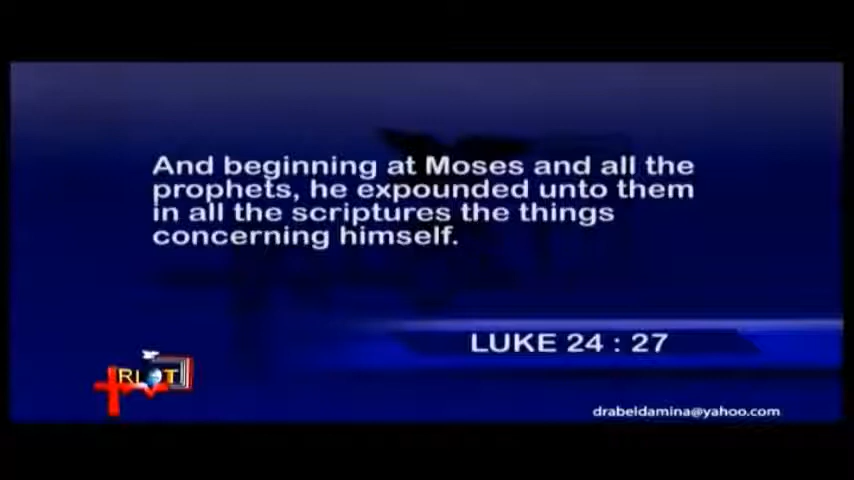 And beginning at Moses and all the
prophets, he expounded unto them
in all the scriptures the things
concerning himself.
LUKE 24 : 27
drabeldamina@yahoo.com